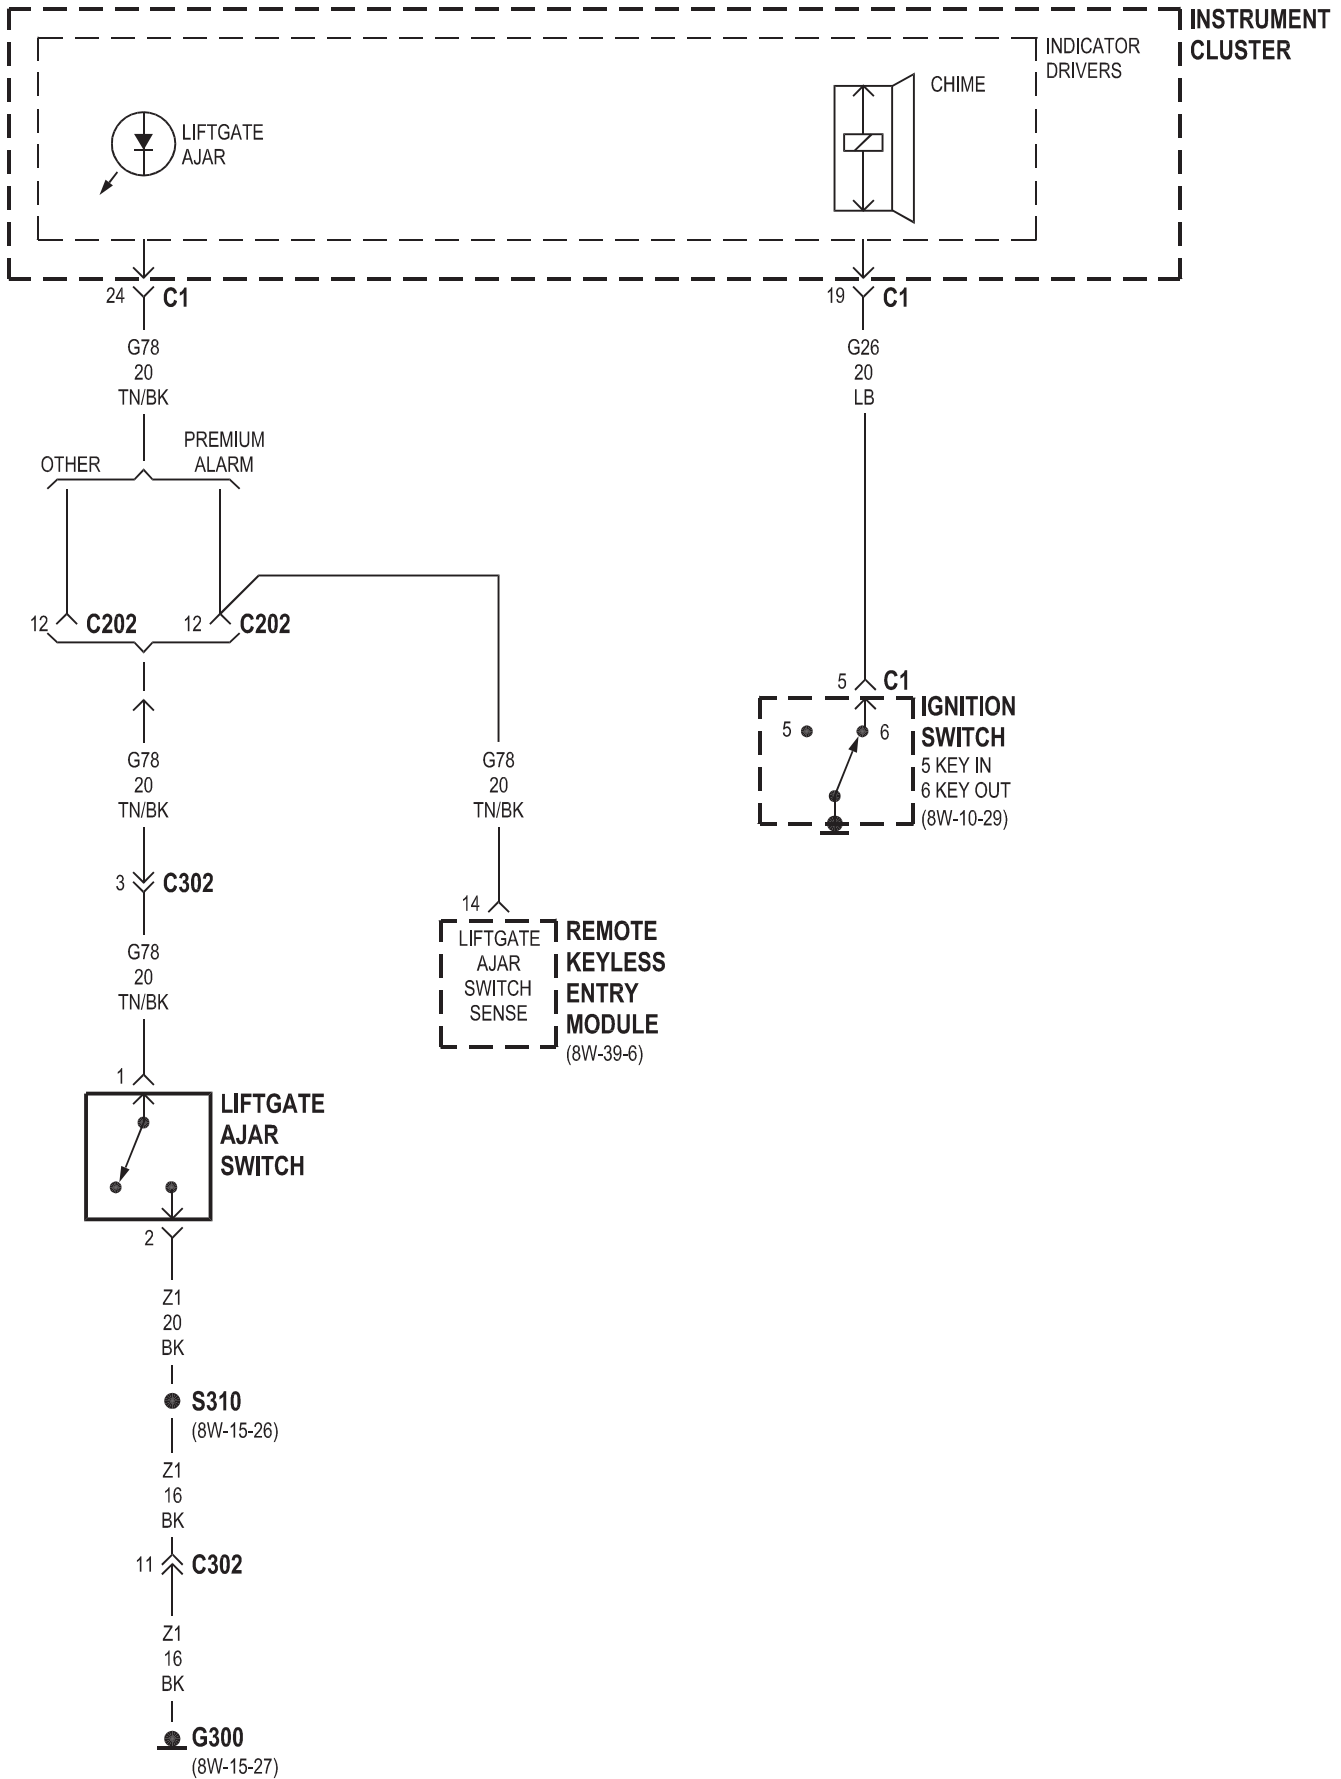 INSTRUMENT
CLUSTER
INDICATOR
DRIVERS
CHIME
LIFTGATE
AJAR
24 C1
19 C1
G78
20
TN/BK
G26
20
LB
OTHER
PREMIUM
ALARM
12 C202
12 C202
5 C1
IGNITION
SWITCH
5 KEY IN
6 KEY OUT
(8W-10-29)
5
6
G78
20
TN/BK
G78
20
TN/BK
3 C302
14
LIFTGATE
AJAR
SWITCH
SENSE
REMOTE
KEYLESS
ENTRY
MODULE
(8W-39-6)
G78
20
TN/BK
1
LIFTGATE
AJAR
SWITCH
2
Z1
20
BK
S310
(8W-15-26)
Z1
16
BK
11 C302
Z1
16
BK
G300
(8W-15-27)